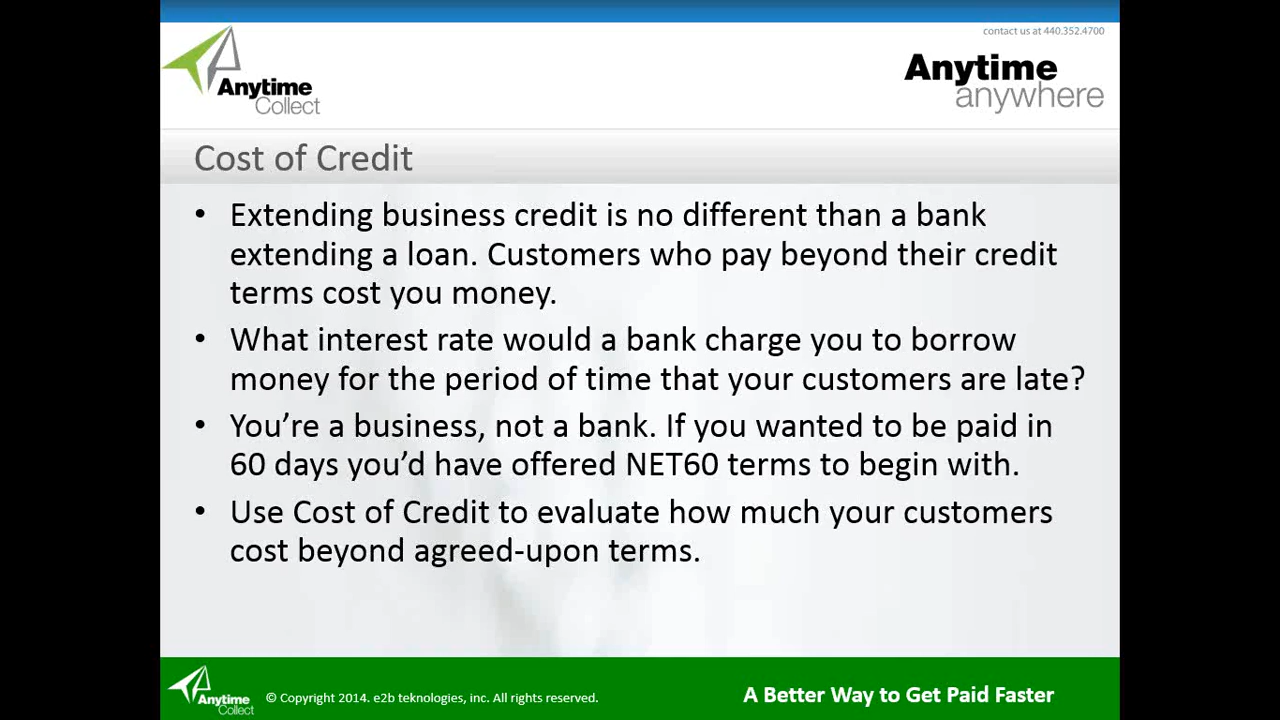 contact us at 440.352.4700
Anytime
Collect
Anytime
anywhere
Cost of Credit
• Extending business credit is no different than a bank
extending a loan. Customers who pay beyond their credit
terms cost you money.
• What interest rate would a bank charge you to borrow
money for the period of time that your customers are late?
• You’re a business, not a bank. If you wanted to be paid in
60 days you’d have offered NET60 terms to begin with.
• Use Cost of Credit to evaluate how much your customers
cost beyond agreed-upon terms.
Anytime
Collect
© Copyright 2014. e2b teknologies, inc. All rights reserved.
A Better Way to Get Paid Faster